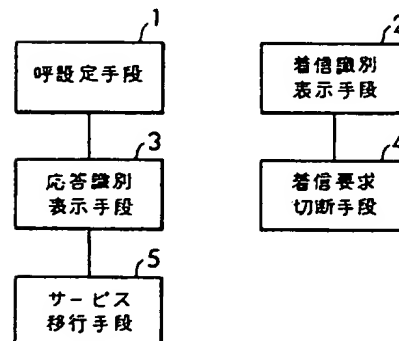 1
呼設定手段
2
着信識別
表示手段
3
応答識別
表示手段
4
着信要求
切断手段
5
サービス
移行手段